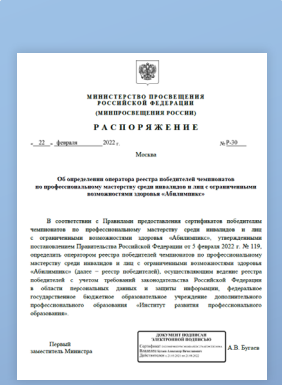 МИНИСТЕРСТВО ПРОСВЕЩЕНИЯ
РОССИЙСКОЙ ФЕДЕРАЦИИ
(МИНПРОСВЕЩЕНИЯ РОССИИ)
РАСПОРЯЖЕНИЕ
«22» февраля 2022 г. № Р-30
Москва
Об определении оператора реестра победителей чемпионатов
по профессиональному мастерству среди инвалидов и лиц с ограниченными
возможностями здоровья «Абилимпикс»
В соответствии с Правилами предоставления сертификатов победителям
чемпионатов по профессиональному мастерству среди инвалидов и лиц
с ограниченными возможностями здоровья «Абилимпикс», утвержденными
постановлением Правительства Российской Федерации от 5 февраля 2022 г. № 119,
определить оператором реестра победителей чемпионатов по профессиональному
мастерству среди инвалидов и лиц с ограниченными возможностями здоровья
«Абилимпикс» (далее – реестр победителей), осуществляющим ведение реестра
победителей с учетом требований законодательства Российской Федерации
в области персональных данных и защиты информации, федеральное
государственное бюджетное образовательное учреждение дополнительного
профессионального образования «Институт развития профессионального
образования».
ДОКУМЕНТ ПОДПИСАН
ЭЛЕКТРОННОЙ ПОДПИСЬЮ
Сертификат
Первый
заместитель Министра
А.В. Бугаев